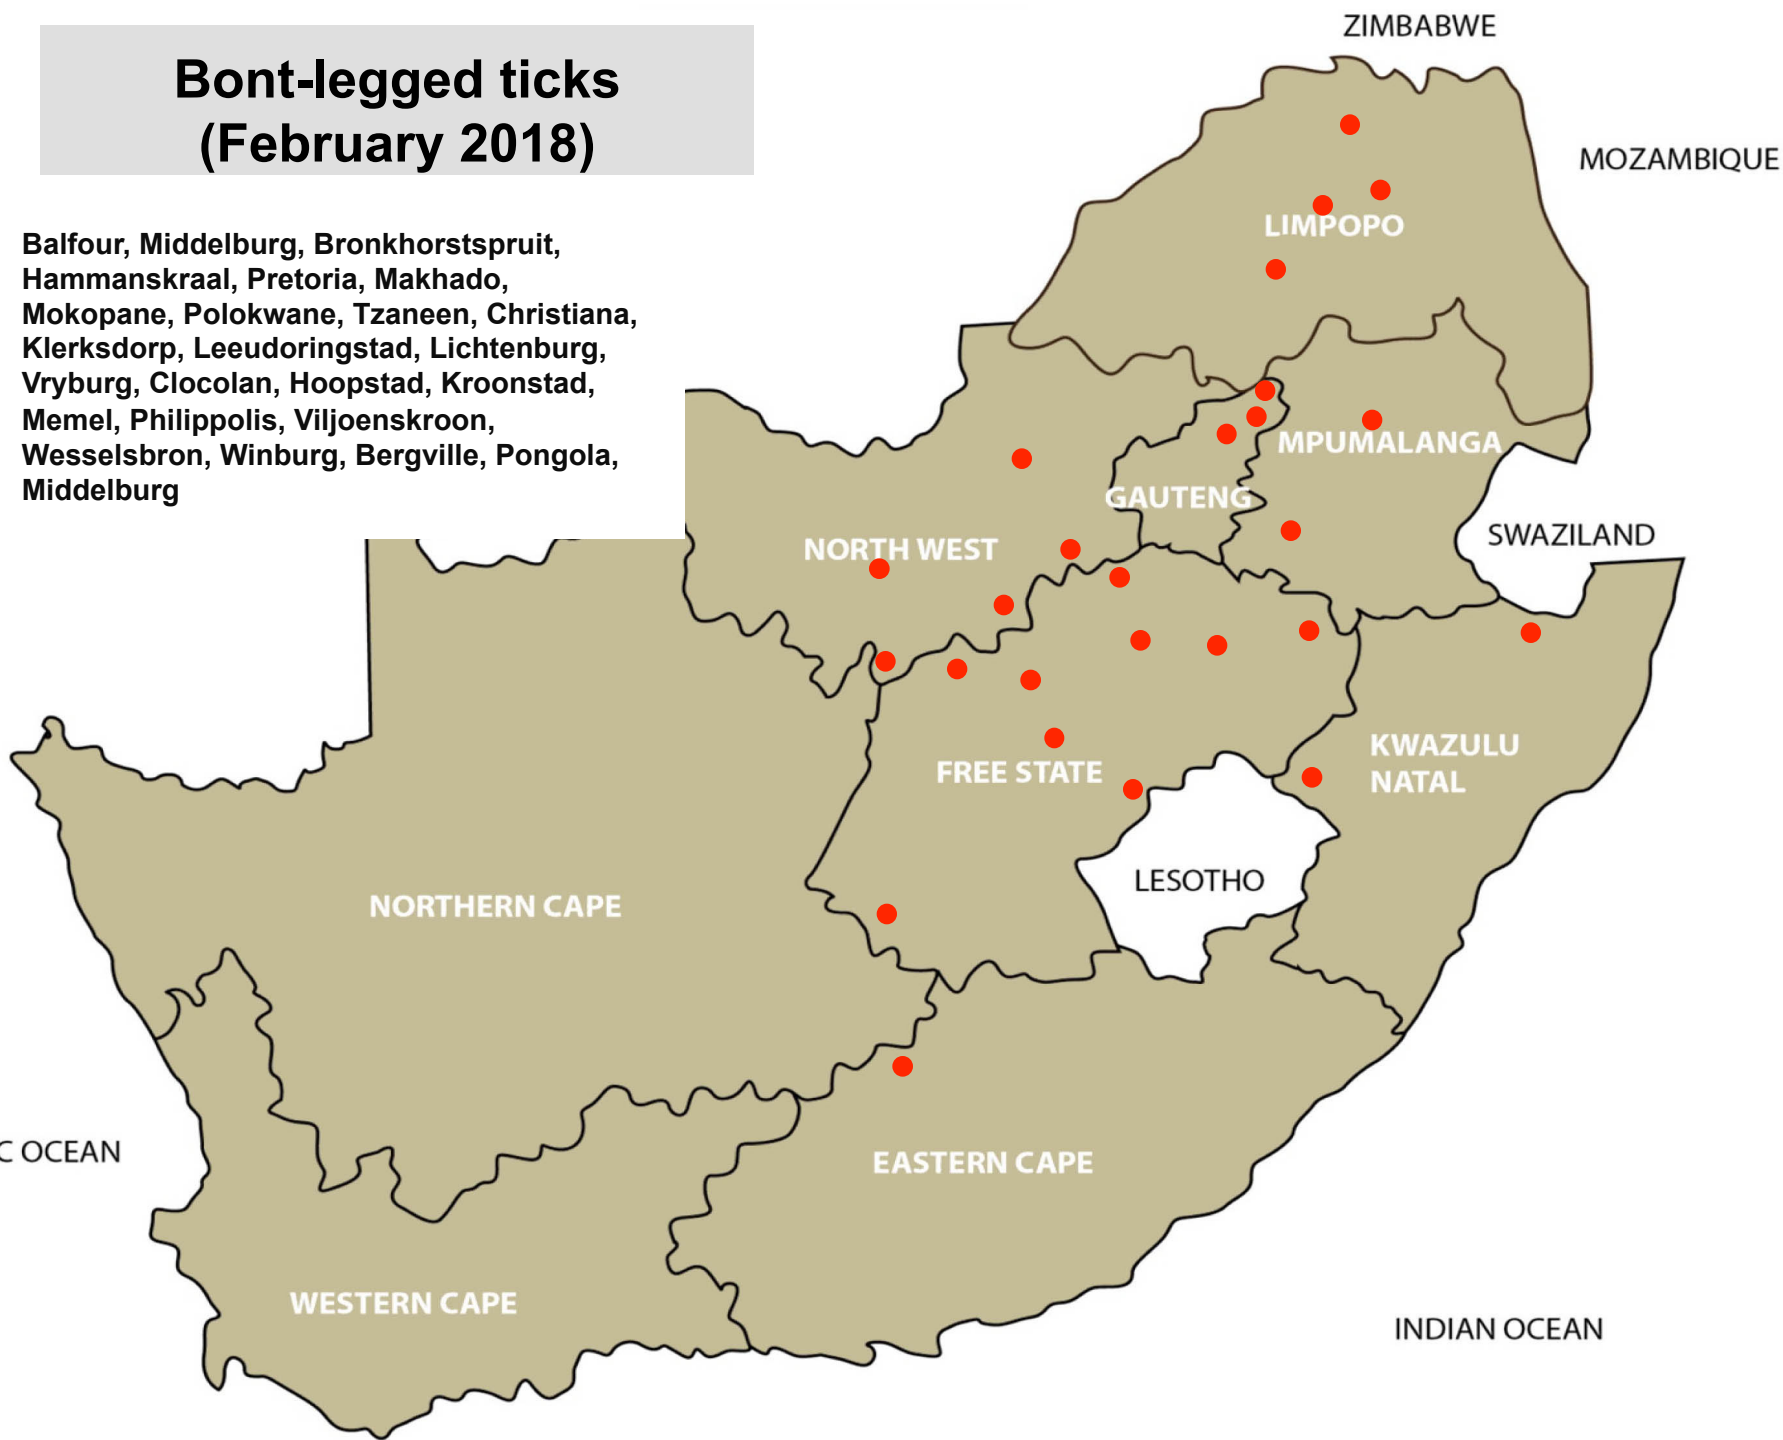 Bont-legged ticks
(February 2018)
Balfour, Middelburg, Bronkhorstspruit,
Hammanskraal, Pretoria, Makhado,
Mokopane, Polokwane, Tzaneen, Christiana,
Klerksdorp, Leeudoringstad, Lichtenburg,
Vryburg, Clocolan, Hoopstad, Kroonstad,
Memel, Philippolis, Viljoenskroon,
Wesselsbron, Winburg, Bergville, Pongola,
Middelburg
ZIMBABWE
MOZAMBIQUE
LIMPOPO
MPUMALANGA
GAUTENG
NORTH WEST
SWAZILAND
KWAZULU
NATAL
FREE STATE
LESOTHO
NORTHERN CAPE
C OCEAN
EASTERN CAPE
WESTERN CAPE
INDIAN OCEAN